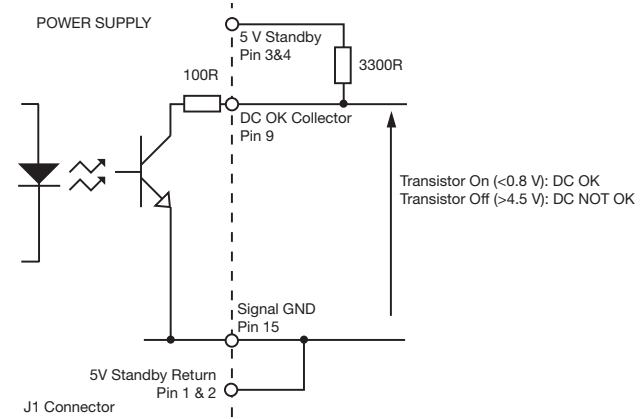 POWER SUPPLY
5 V Standby
Pin 3&4
3300R
100R
DC OK Collector
Pin 9
Transistor On (<0.8 V): DC OK
Transistor Off (>4.5 V): DC NOT OK
Signal GND
Pin 15
5V Standby Return
Pin 1 & 2
J1 Connector